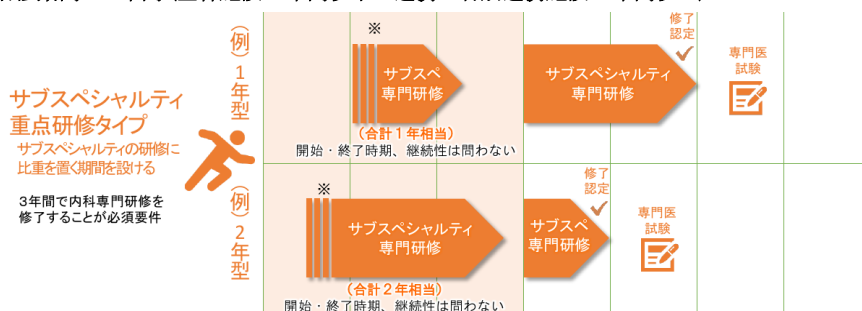 サブスペシャルティ
重点研修タイプ
サブスペシャルティの研修に
比重を置く期間を設ける
3年間で内科専門研修を
修了することが必須要件
(例)1年型
※
サブスペ
専門研修
(合計1年相当)
開始・終了時期、継続性は問わない
サブスペシャルティ
専門研修
修了
認定
専門医
試験
(例)2年型
※
サブスペシャルティ
専門研修
(合計2年相当)
開始・終了時期、継続性は問わない
サブスペ
専門研修
修了
認定
専門医
試験